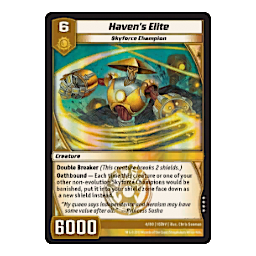 6
Haven's Elite
Skyforce Champion
Creature
Double Breaker (This creature breaks 2 shields.)
Oathbound — Each time this creature or one of your
other non-evolution Skyforce Champions would be
banished, put it into your shield zone face down as
a new shield instead.
"My queen says independence and heroism may have
some value after all." —Princess Sasha
6000